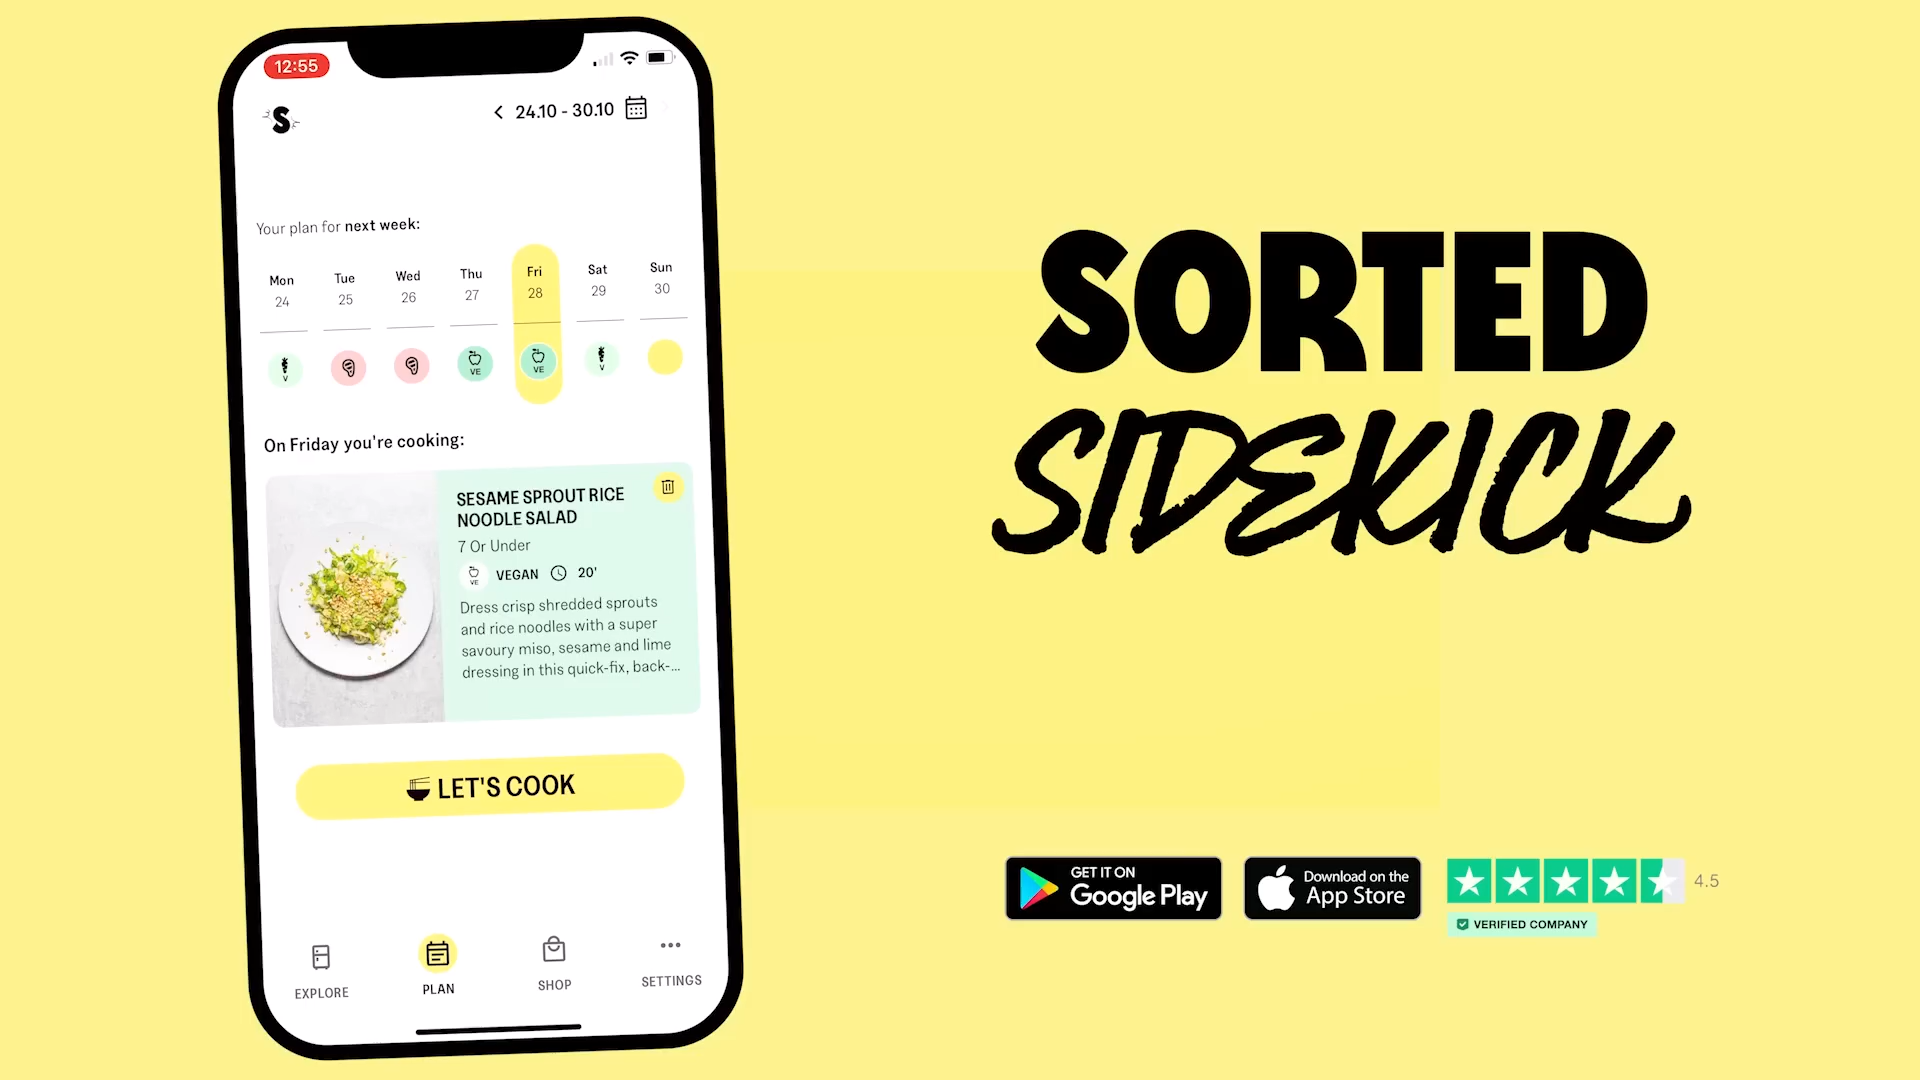 12:55
S
24.10 - 30.10
Your plan for next week:
Mon Tue Wed Thu Fri Sat Sun
24 25 26 27 28 29 30
V VE VE V
On Friday you're cooking:
SESAME SPROUT RICE
NOODLE SALAD
7 Or Under
VE VEGAN 20'
Dress crisp shredded sprouts
and rice noodles with a super
savoury miso, sesame and lime
dressing in this quick-fix, back-...
LET'S COOK
EXPLORE
PLAN
SHOP
SETTINGS
SORTED
SIDEKICK
GET IT ON
Google Play
Download on the
App Store
4.5
VERIFIED COMPANY